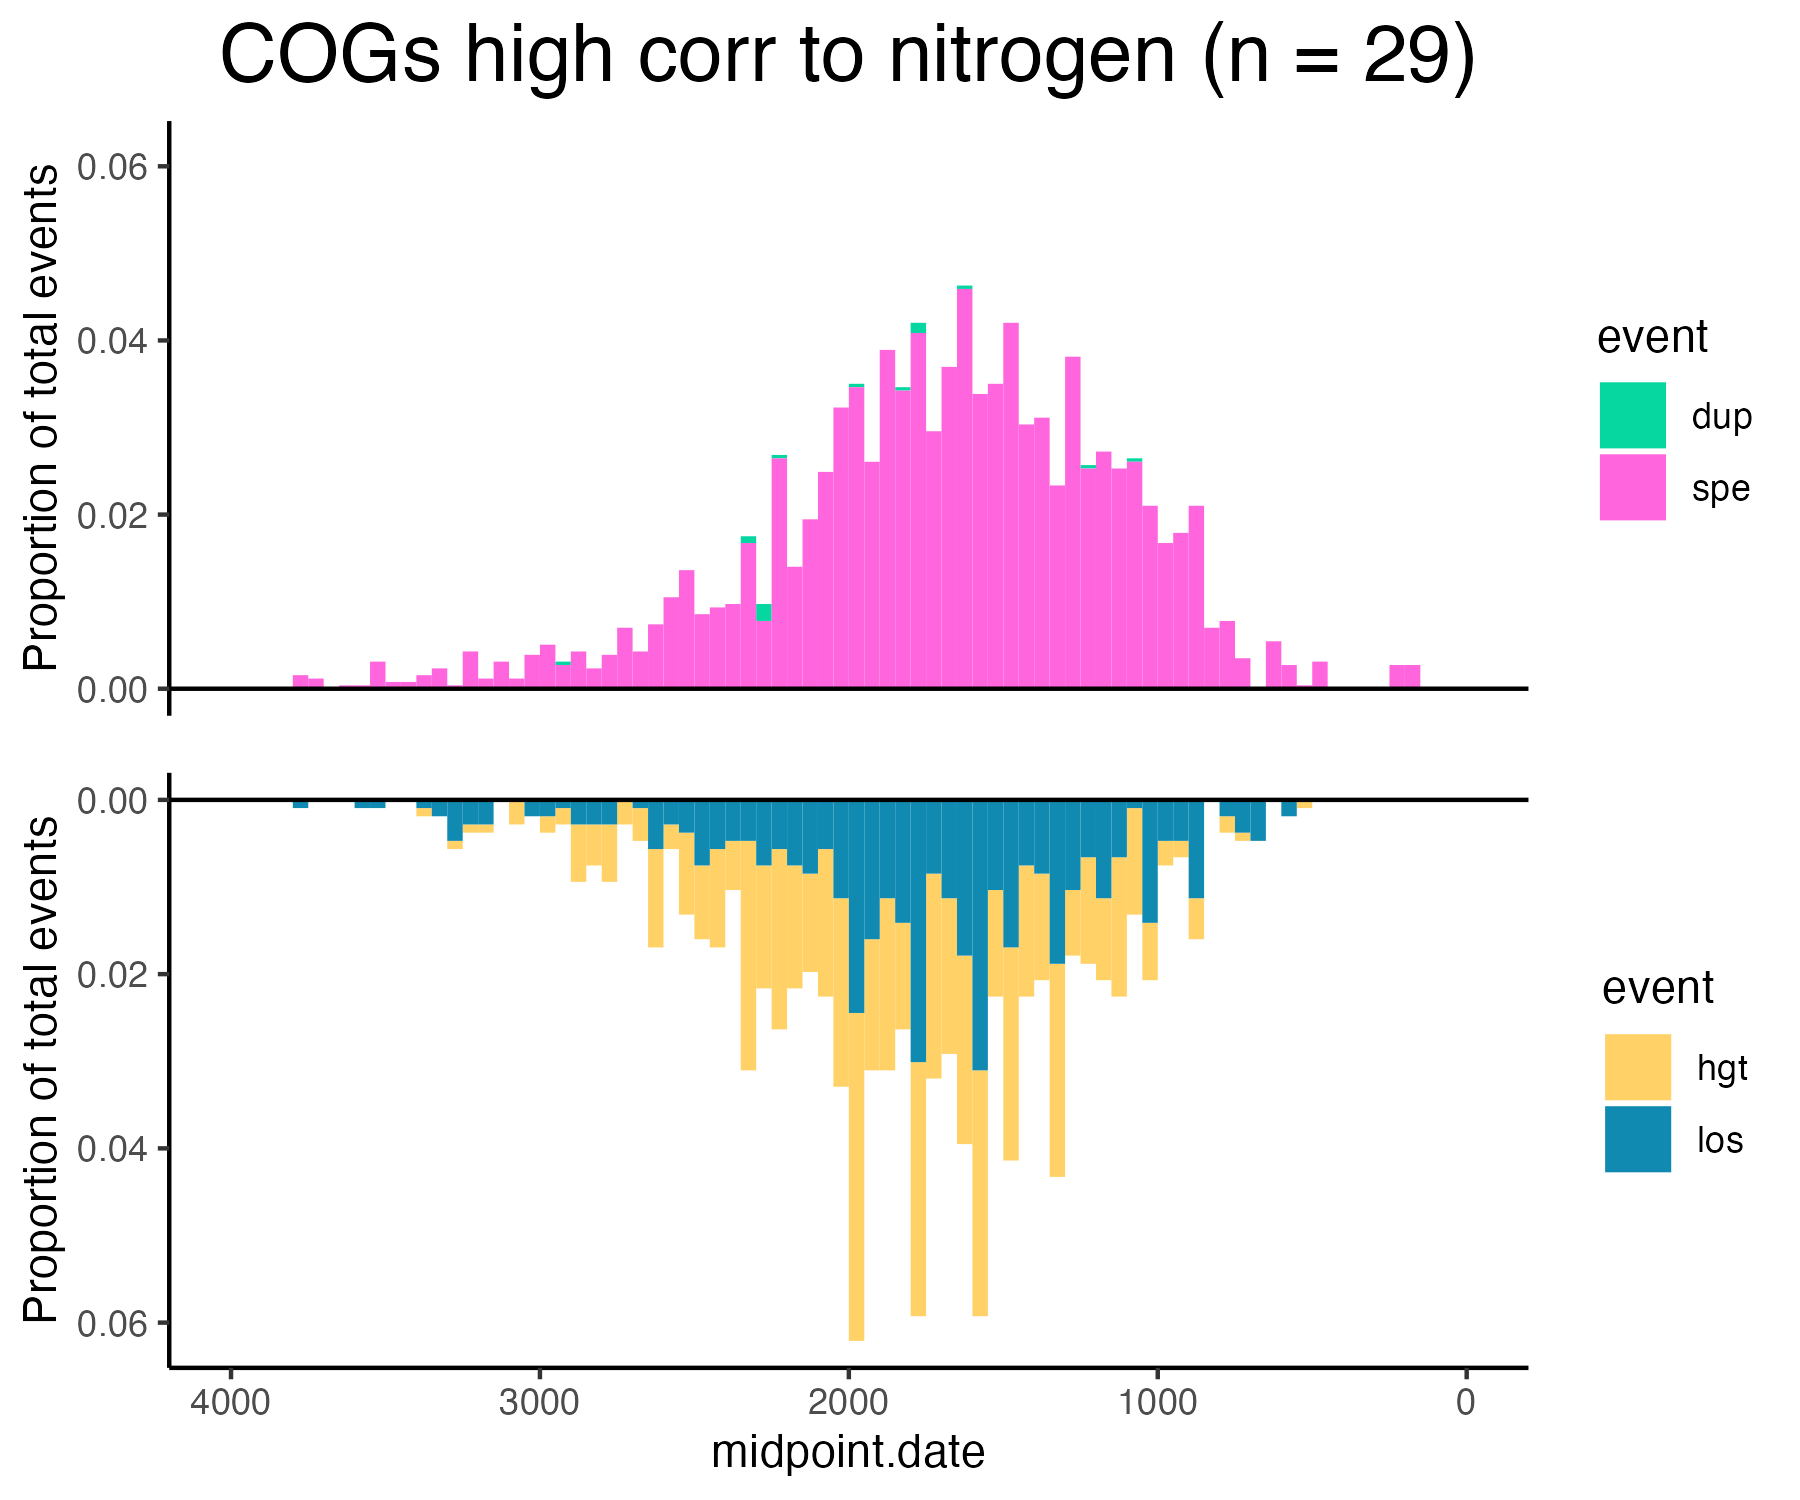 COGs high corr to nitrogen (n = 29)
Proportion of total events
0.06
0.04
0.02
0.00
event
dup
spe
Proportion of total events
0.00
0.02
0.04
0.06
event
hgt
los
4000 3000 2000 1000 0
midpoint.date